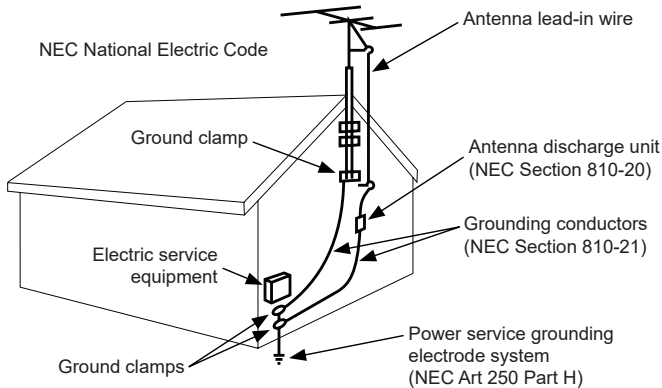 Antenna lead-in wire
NEC National Electric Code
Ground clamp
Antenna discharge unit
(NEC Section 810-20)
Grounding conductors
(NEC Section 810-21)
Electric service
equipment
Ground clamps
Power service grounding
electrode system
(NEC Art 250 Part H)